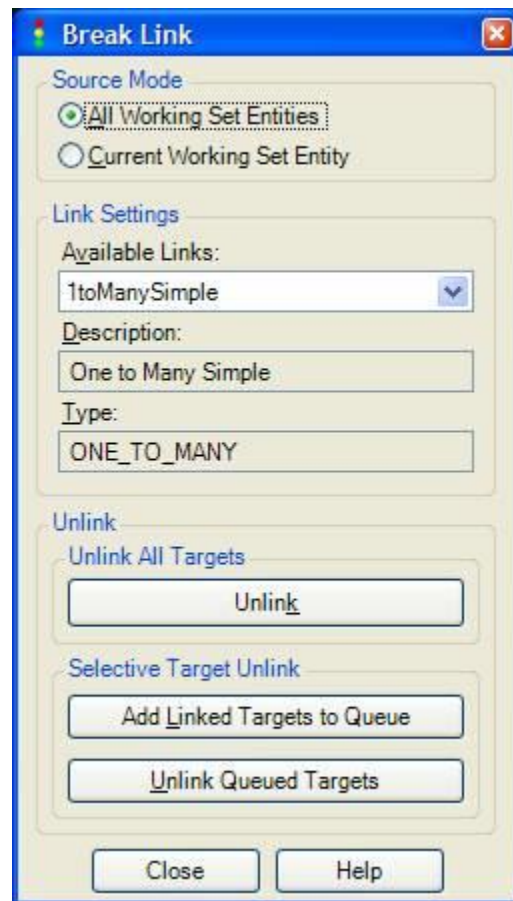 Break Link
Source Mode
All Working Set Entities
Current Working Set Entity
Link Settings
Available Links:
1toManySimple
Description:
One to Many Simple
Type:
ONE_TO_MANY
Unlink
Unlink All Targets
Unlink
Selective Target Unlink
Add Linked Targets to Queue
Unlink Queued Targets
Close Help